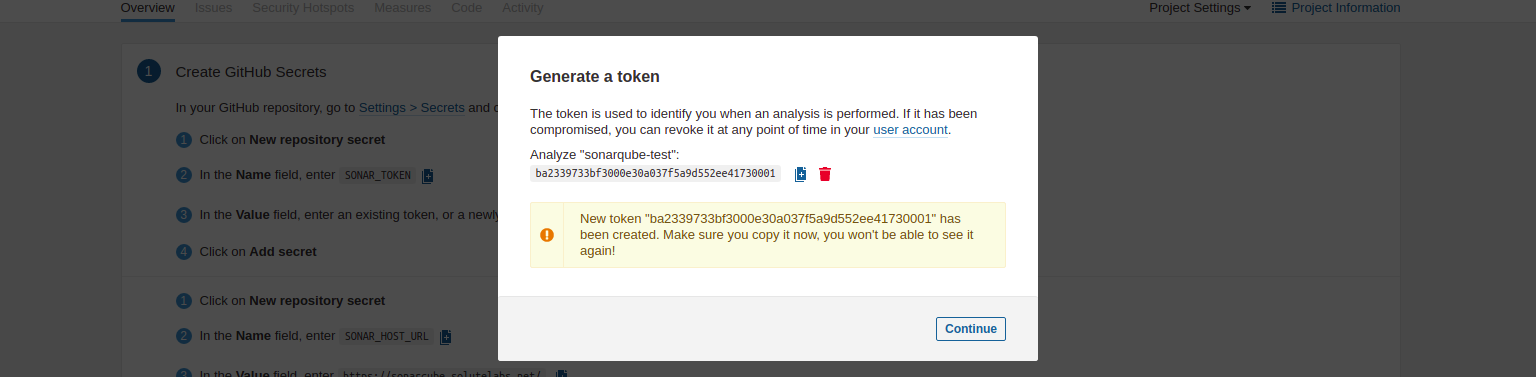 Overview Issues Security Hotspots Measures Code Activity Project Settings Project Information
1 Create GitHub Secrets
In your GitHub repository, go to Settings > Secrets and
1 Click on New repository secret
2 In the Name field, enter SONAR_TOKEN
3 In the Value field, enter an existing token, or a newly
4 Click on Add secret
1 Click on New repository secret
2 In the Name field, enter SONAR_HOST_URL
3 In the Value field, enter
Generate a token
The token is used to identify you when an analysis is performed. If it has been
compromised, you can revoke it at any point of time in your user account.
Analyze "sonarqube-test":
ba2339733bf3000e30a037f5a9d552ee41730001
New token "ba2339733bf3000e30a037f5a9d552ee41730001" has
been created. Make sure you copy it now, you won't be able to see it
again!
Continue